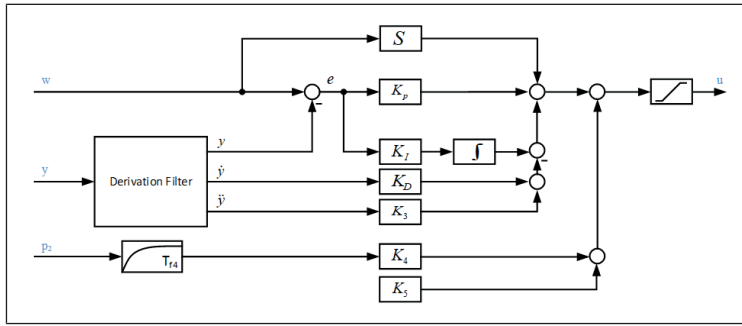 S
w
e
u
-
K_p
y
K_I
∫
-
y
Derivation Filter
ẏ
K_D
ÿ
K_3
p_2
T_f4
K_4
K_5